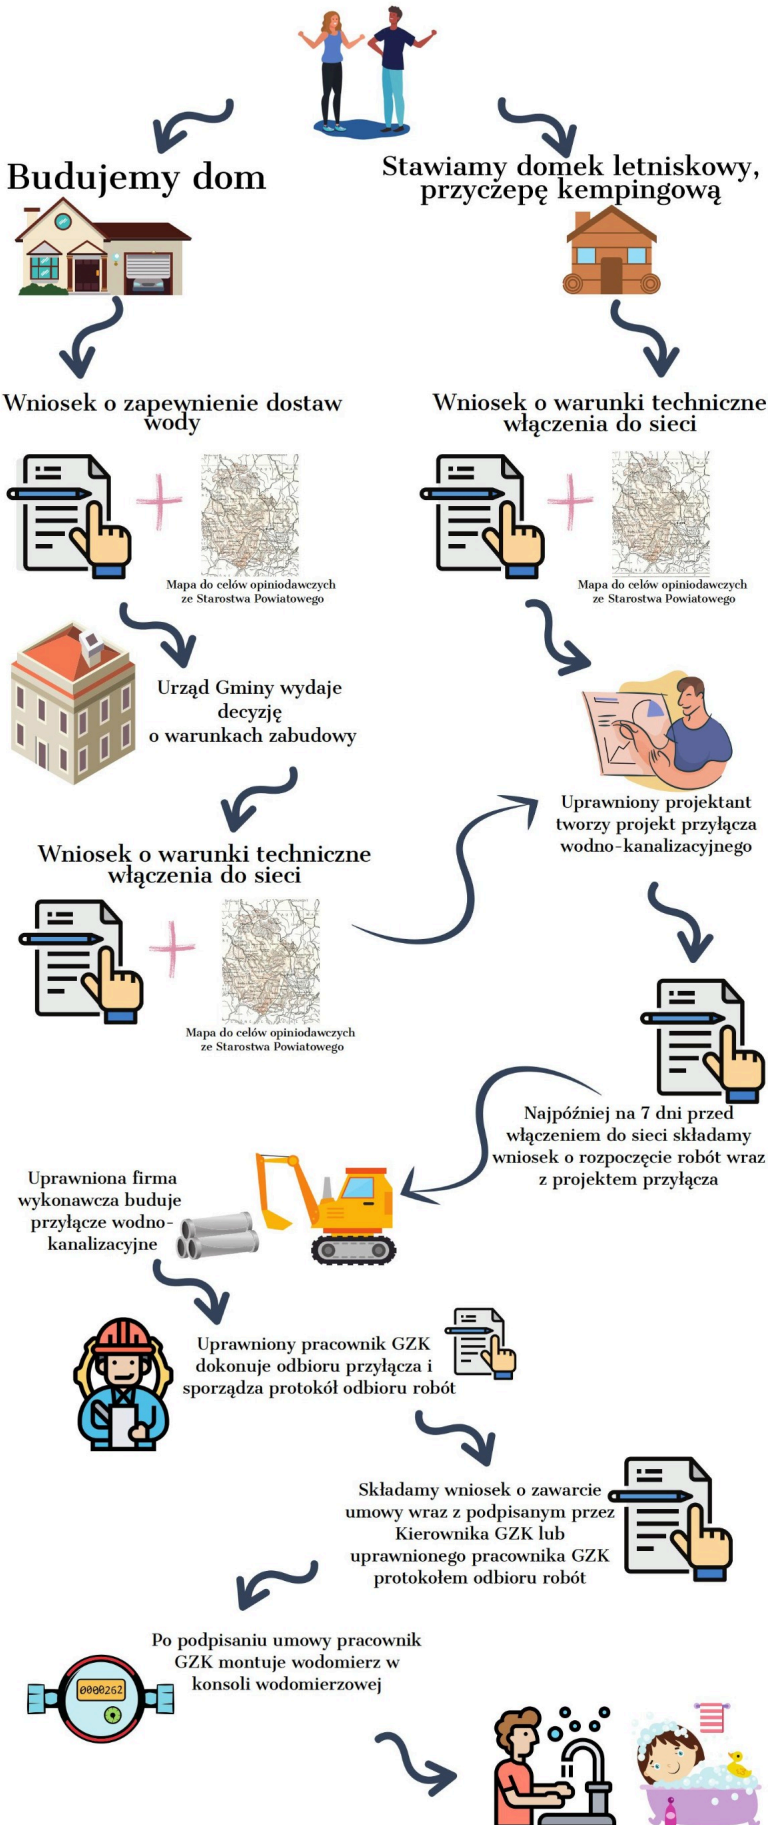 Budujemy dom
Stawiamy domek letniskowy,
przyczepę kempingową
Wniosek o zapewnienie dostaw
wody
Mapa do celów opiniodawczych
ze Starostwa Powiatowego
Wniosek o warunki techniczne
włączenia do sieci
Mapa do celów opiniodawczych
ze Starostwa Powiatowego
Urząd Gminy wydaje
decyzję
o warunkach zabudowy
Wniosek o warunki techniczne
włączenia do sieci
Mapa do celów opiniodawczych
ze Starostwa Powiatowego
Uprawniony projektant
tworzy projekt przyłącza
wodno-kanalizacyjnego
Najpóźniej na 7 dni przed
włączeniem do sieci składamy
wniosek o rozpoczęcie robót wraz
z projektem przyłącza
Uprawniona firma
wykonawcza buduje
przyłącze wodno-
kanalizacyjne
Uprawniony pracownik GZK
dokonuje odbioru przyłącza i
sporządza protokół odbioru robót
Składamy wniosek o zawarcie
umowy wraz z podpisanym przez
Kierownika GZK lub
uprawnionego pracownika GZK
protokołem odbioru robót
Po podpisaniu umowy pracownik
GZK montuje wodomierz w
konsoli wodomierzowej
0000262